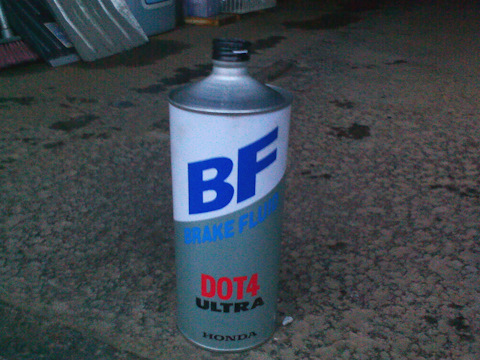 BF
BRAKE FLUID
DOT4
ULTRA
HONDA